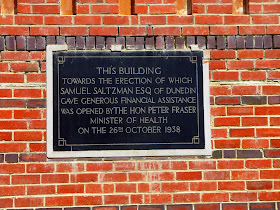 THIS BUILDING
TOWARDS THE ERECTION OF WHICH
SAMUEL SALTZMAN ESQ OF DUNEDIN
GAVE GENEROUS FINANCIAL ASSISTANCE
WAS OPENED BY THE HON PETER FRASER
MINISTER OF HEALTH
ON THE 26TH OCTOBER 1938